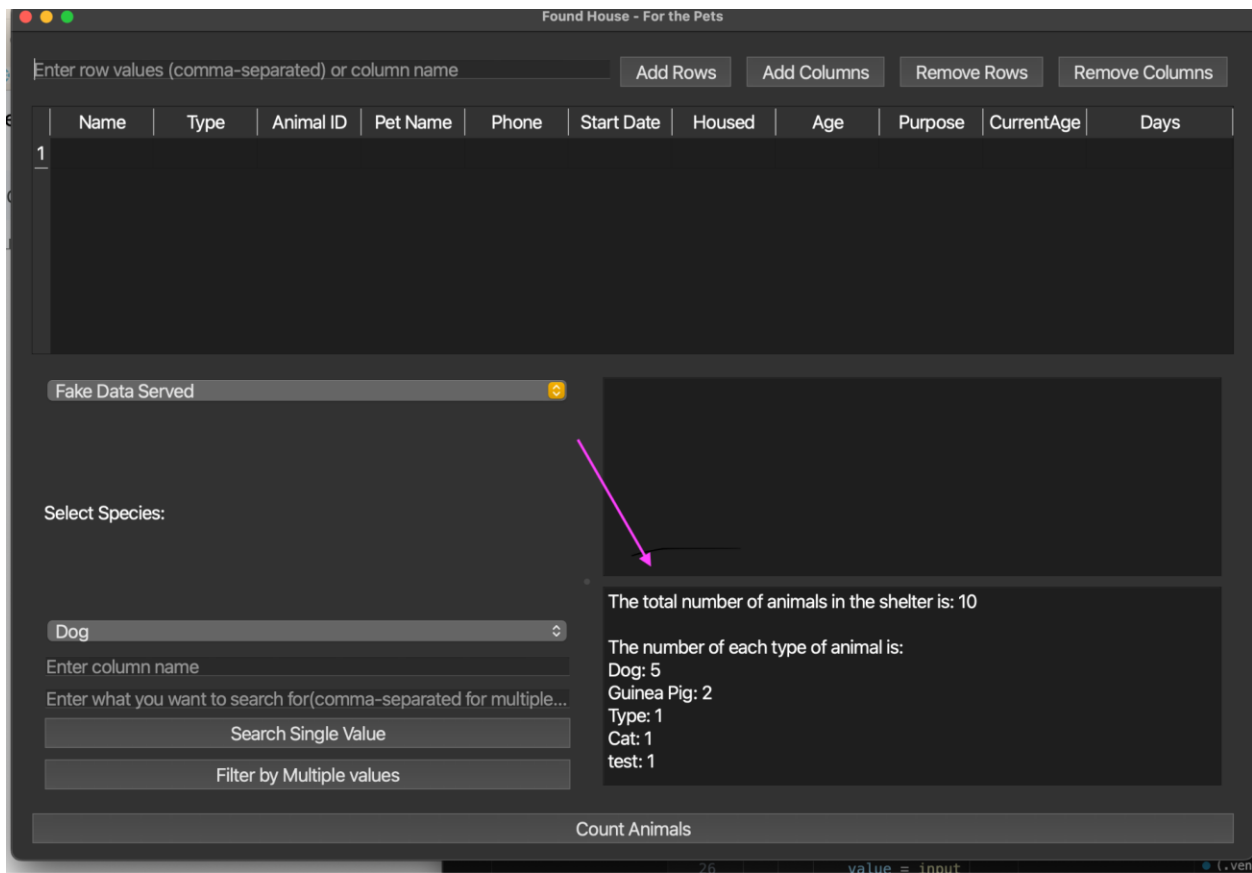 Found House - For the Pets
Enter row values (comma-separated) or column name
Add Rows
Add Columns
Remove Rows
Remove Columns
Name Type Animal ID Pet Name Phone Start Date Housed Age Purpose CurrentAge Days
1
Fake Data Served
Select Species:
Dog
Enter column name
Enter what you want to search for(comma-separated for multiple...
Search Single Value
Filter by Multiple values
The total number of animals in the shelter is: 10
The number of each type of animal is:
Dog: 5
Guinea Pig: 2
Type: 1
Cat: 1
test: 1
Count Animals
26 value = input
(.ven